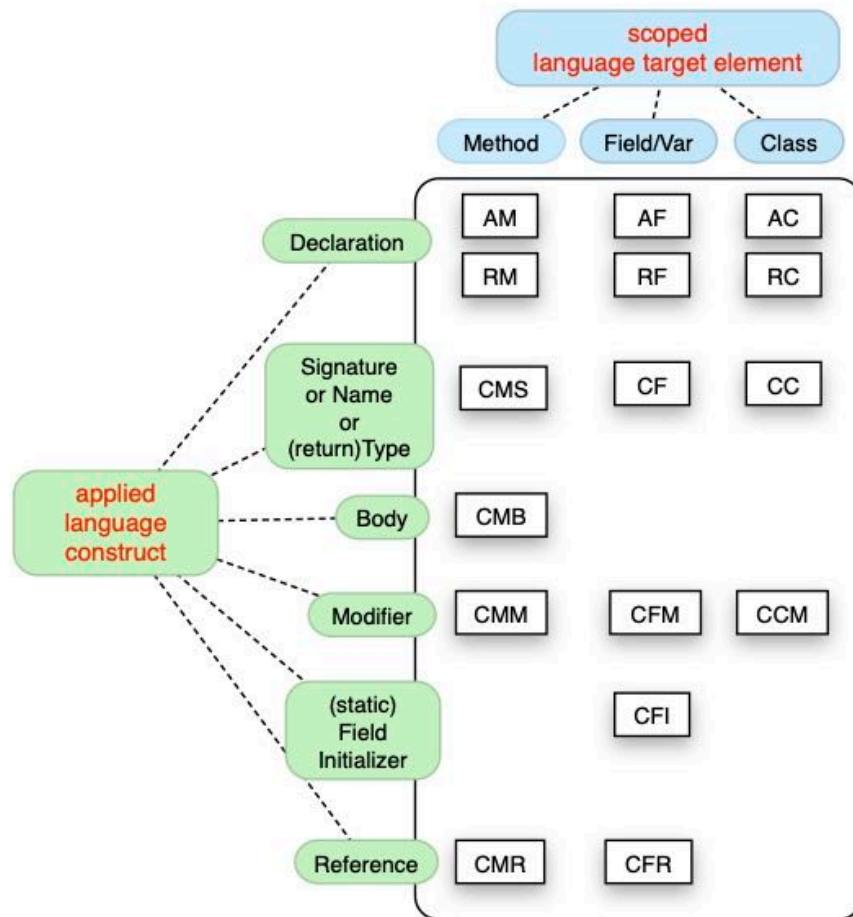 scoped
language target element
Method
Field/Var
Class
Declaration
AM
AF
AC
RM
RF
RC
Signature
or Name
or
(return)Type
CMS
CF
CC
applied
language
construct
Body
CMB
Modifier
CMM
CFM
CCM
(static)
Field
Initializer
CFI
Reference
CMR
CFR